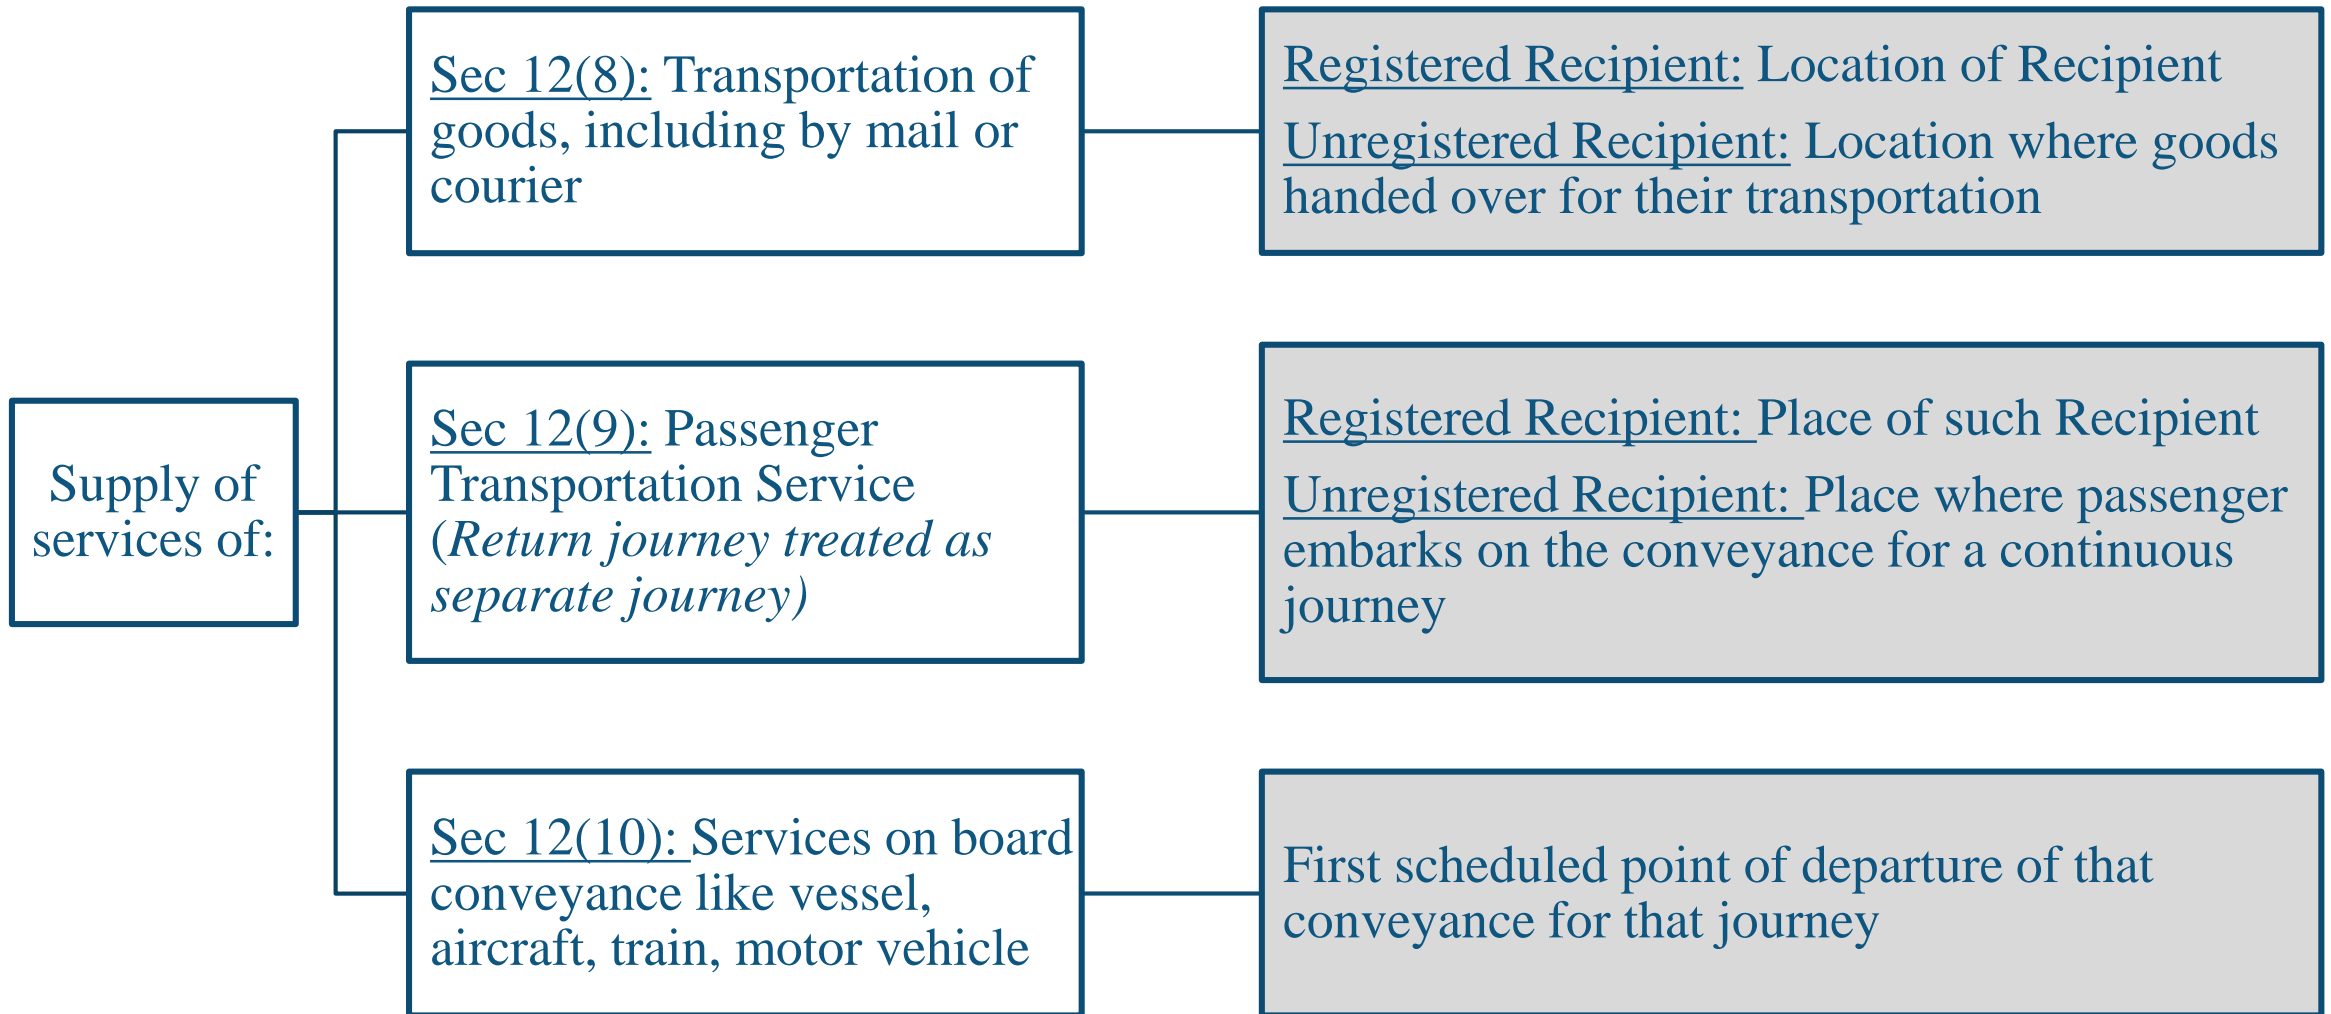 Supply of
services of:
Sec 12(8): Transportation of
goods, including by mail or
courier
Registered Recipient: Location of Recipient
Unregistered Recipient: Location where goods
handed over for their transportation
Sec 12(9): Passenger
Transportation Service
(Return journey treated as
separate journey)
Registered Recipient: Place of such Recipient
Unregistered Recipient: Place where passenger
embarks on the conveyance for a continuous
journey
Sec 12(10): Services on board
conveyance like vessel,
aircraft, train, motor vehicle
First scheduled point of departure of that
conveyance for that journey